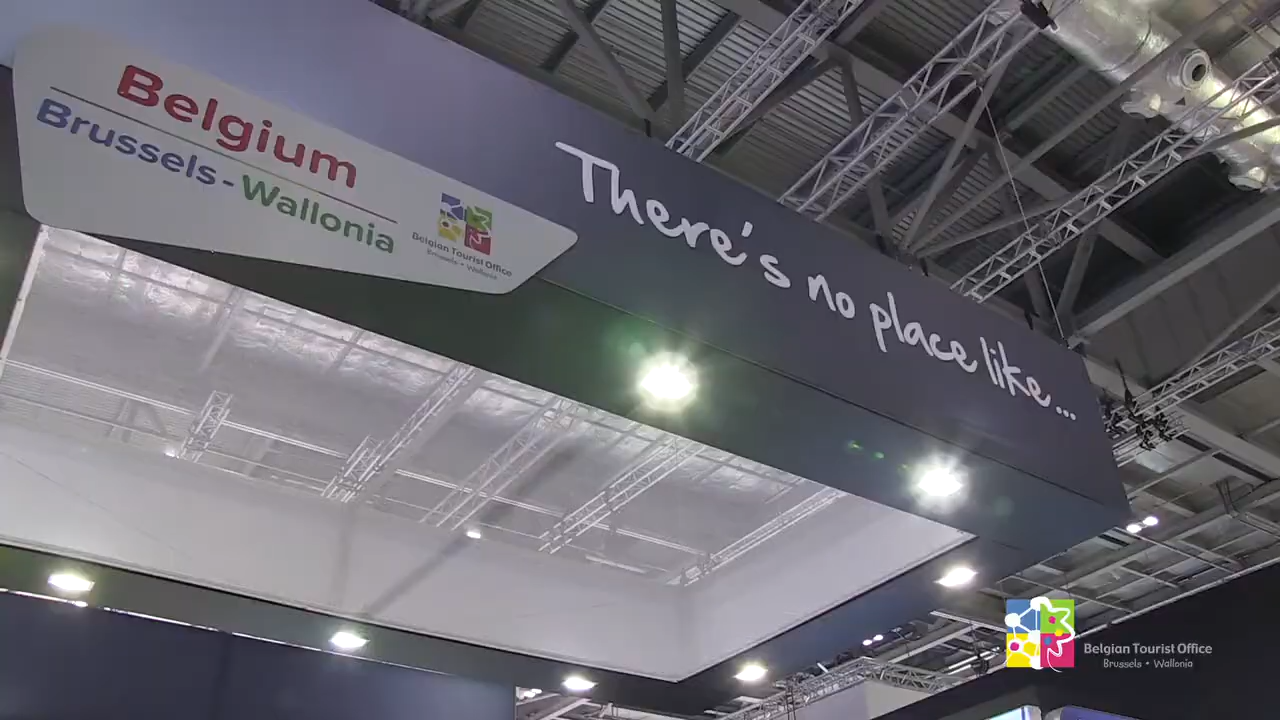 Belgium
Brussels - Wallonia
Belgian Tourist Office
Brussels • Wallonia
There's no place like...
Belgian Tourist Office
Brussels • Wallonia